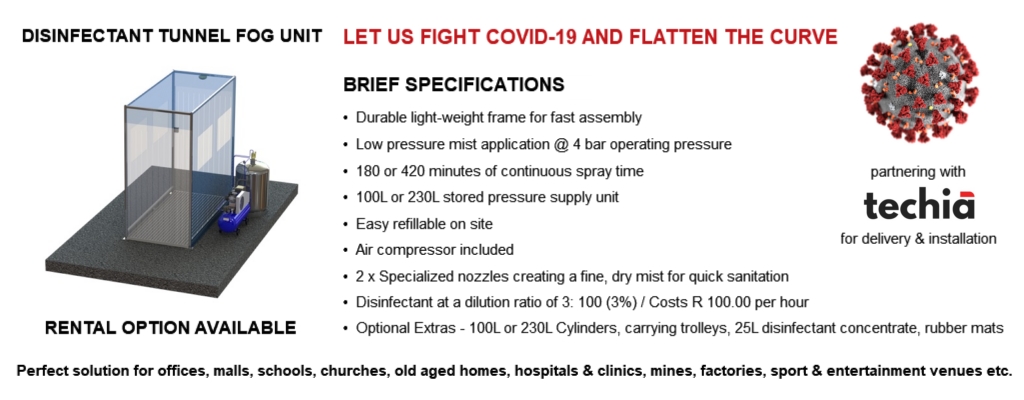 DISINFECTANT TUNNEL FOG UNIT
RENTAL OPTION AVAILABLE
LET US FIGHT COVID-19 AND FLATTEN THE CURVE
BRIEF SPECIFICATIONS
• Durable light-weight frame for fast assembly
• Low pressure mist application @ 4 bar operating pressure
• 180 or 420 minutes of continuous spray time
• 100L or 230L stored pressure supply unit
• Easy refillable on site
• Air compressor included
• 2 x Specialized nozzles creating a fine, dry mist for quick sanitation
• Disinfectant at a dilution ratio of 3: 100 (3%) / Costs R 100.00 per hour
• Optional Extras - 100L or 230L Cylinders, carrying trolleys, 25L disinfectant concentrate, rubber mats
partnering with
techia
for delivery & installation
Perfect solution for offices, malls, schools, churches, old aged homes, hospitals & clinics, mines, factories, sport & entertainment venues etc.